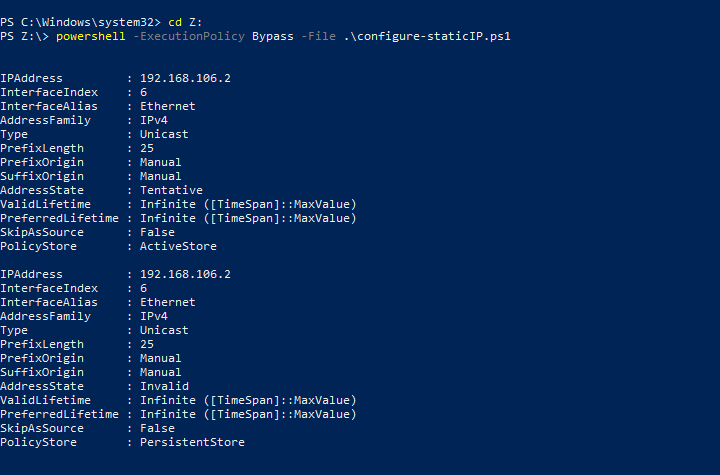 PS C:\Windows\system32> cd Z:
PS Z:\> powershell -ExecutionPolicy Bypass -File .\configure-staticIP.ps1
IPAddress         : 192.168.106.2
InterfaceIndex    : 6
InterfaceAlias    : Ethernet
AddressFamily     : IPv4
Type              : Unicast
PrefixLength      : 25
PrefixOrigin      : Manual
SuffixOrigin      : Manual
AddressState      : Tentative
ValidLifetime     : Infinite ([TimeSpan]::MaxValue)
PreferredLifetime : Infinite ([TimeSpan]::MaxValue)
SkipAsSource      : False
PolicyStore       : ActiveStore
IPAddress         : 192.168.106.2
InterfaceIndex    : 6
InterfaceAlias    : Ethernet
AddressFamily     : IPv4
Type              : Unicast
PrefixLength      : 25
PrefixOrigin      : Manual
SuffixOrigin      : Manual
AddressState      : Invalid
ValidLifetime     : Infinite ([TimeSpan]::MaxValue)
PreferredLifetime : Infinite ([TimeSpan]::MaxValue)
SkipAsSource      : False
PolicyStore       : PersistentStore